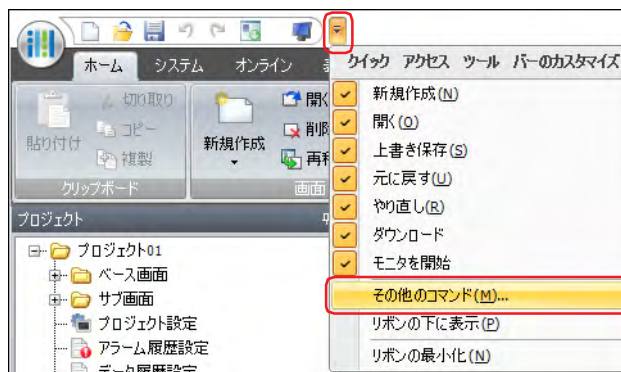 ホーム システム オンライン
貼り付け
切り取り
コピー
複製
クリップボード
新規作成
開く
削除
画面
プロジェクト
プロジェクト01
ベース画面
サブ画面
プロジェクト設定
アラーム履歴設定
データ履歴設定
クイック アクセス ツール バーのカスタマイズ
新規作成(N)
開く(O)
上書き保存(S)
元に戻す(U)
やり直し(R)
ダウンロード
モニタを開始
その他のコマンド(M)...
リボンの下に表示(P)
リボンの最小化(N)